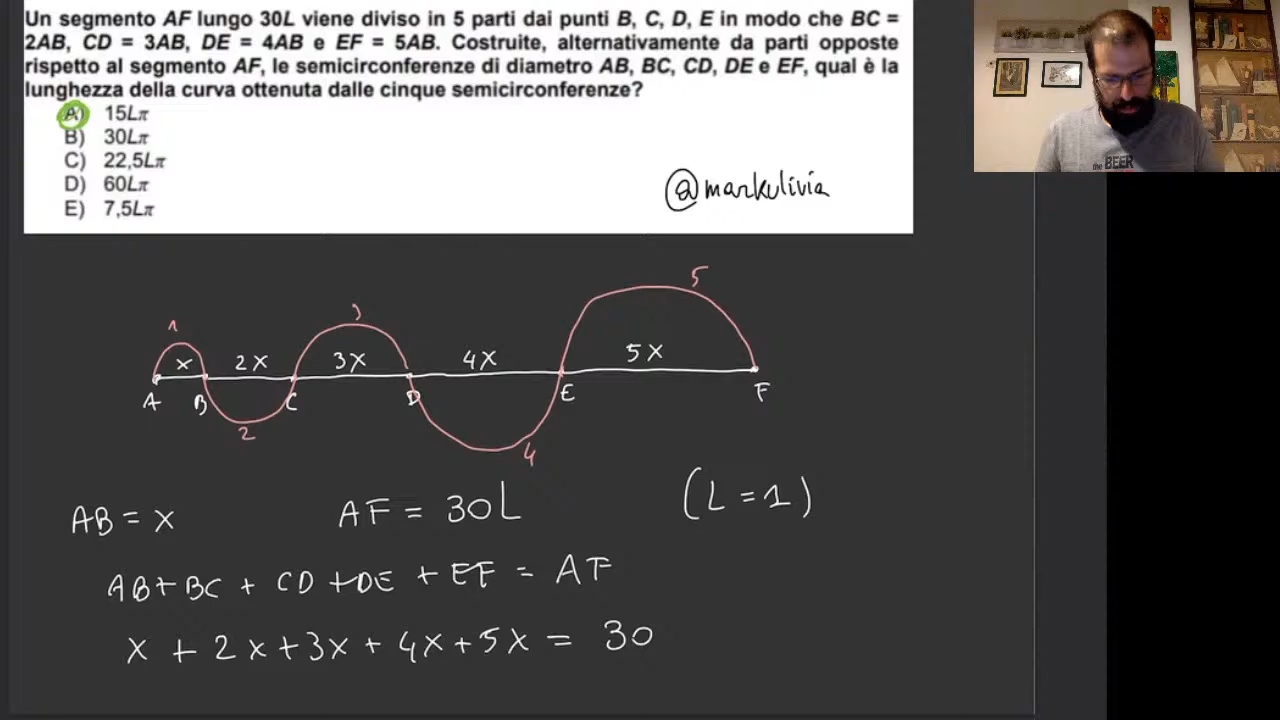 Un segmento AF lungo 30L viene diviso in 5 parti dai punti B, C, D, E in modo che BC =
2AB, CD = 3AB, DE = 4AB e EF = 5AB. Costruite, alternativamente da parti opposte
rispetto al segmento AF, le semicirconferenze di diametro AB, BC, CD, DE e EF, qual è la
lunghezza della curva ottenuta dalle cinque semicirconferenze?
A) 15Lπ
B) 30Lπ
C) 22,5Lπ
D) 60Lπ
E) 7,5Lπ
@markulivia
the BEER
1 3 5
x 2x 3x 4x 5x
A B C D E F
2 4
AB = x AF = 30L (L = 1)
AB + BC + CD + DE + EF = AF
x + 2x + 3x + 4x + 5x = 30